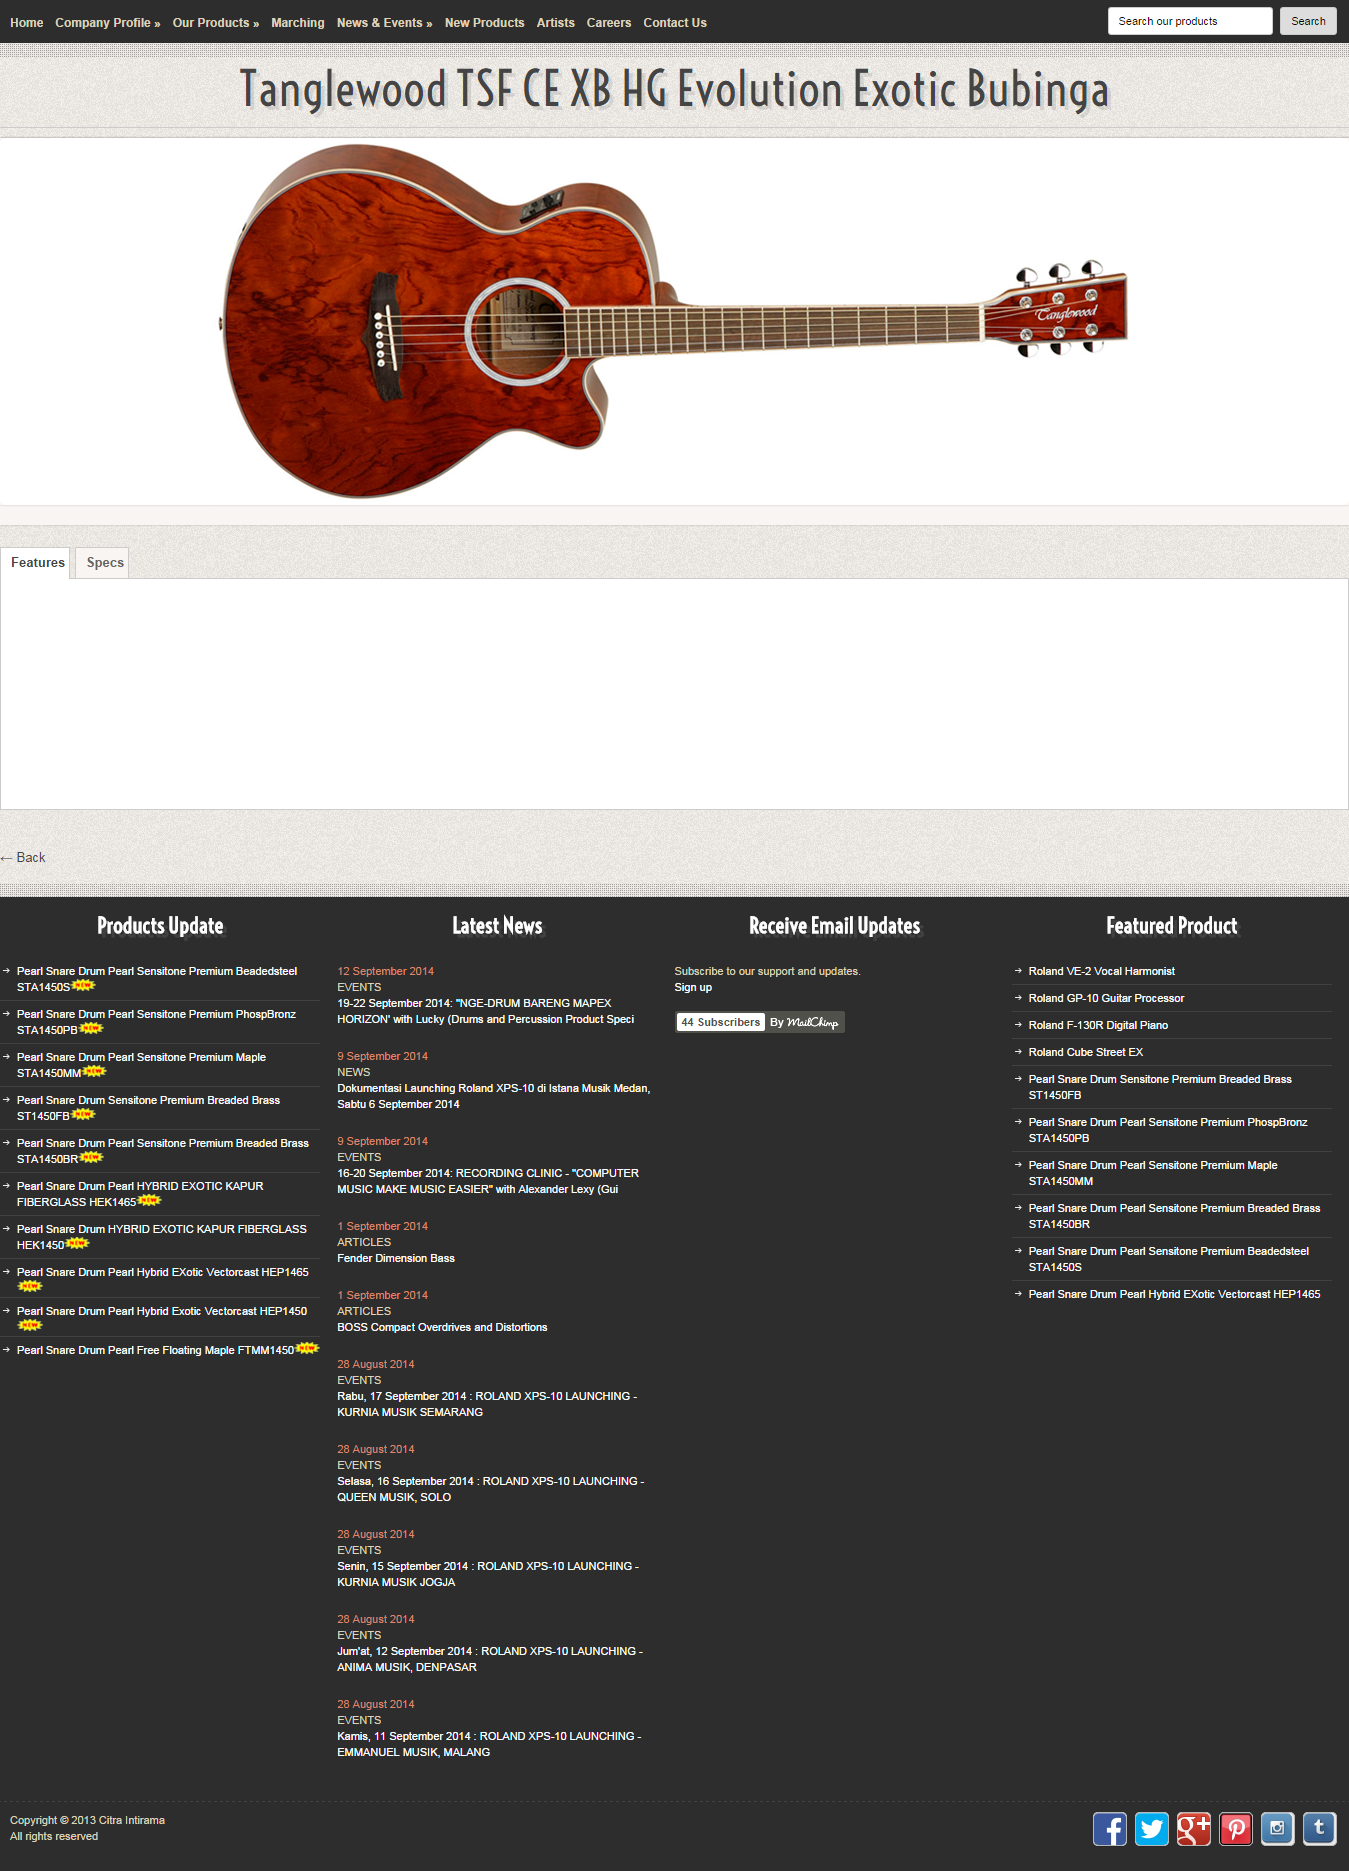 Home Company Profile » Our Products » Marching News & Events » New Products Artists Careers Contact Us Search our products Search
Tanglewood TSF CE XB HG Evolution Exotic Bubinga
Tanglewood
Features Specs
← Back
Products Update
Pearl Snare Drum Pearl Sensitone Premium Beadedsteel
STA1450S NEW
Pearl Snare Drum Pearl Sensitone Premium PhospBronz
STA1450PB NEW
Pearl Snare Drum Pearl Sensitone Premium Maple
STA1450MM NEW
Pearl Snare Drum Sensitone Premium Breaded Brass
ST1450FB NEW
Pearl Snare Drum Pearl Sensitone Premium Breaded Brass
STA1450BR NEW
Pearl Snare Drum Pearl HYBRID EXOTIC KAPUR
FIBERGLASS HEK1465 NEW
Pearl Snare Drum HYBRID EXOTIC KAPUR FIBERGLASS
HEK1450 NEW
Pearl Snare Drum Pearl Hybrid EXotic Vectorcast HEP1465
NEW
Pearl Snare Drum Pearl Hybrid Exotic Vectorcast HEP1450
NEW
Pearl Snare Drum Pearl Free Floating Maple FTMM1450 NEW
Latest News
12 September 2014
EVENTS
19-22 September 2014: "NGE-DRUM BARENG MAPEX
HORIZON' with Lucky (Drums and Percussion Product Speci
9 September 2014
NEWS
Dokumentasi Launching Roland XPS-10 di Istana Musik Medan,
Sabtu 6 September 2014
9 September 2014
EVENTS
16-20 September 2014: RECORDING CLINIC - "COMPUTER
MUSIC MAKE MUSIC EASIER" with Alexander Lexy (Gui
1 September 2014
ARTICLES
Fender Dimension Bass
1 September 2014
ARTICLES
BOSS Compact Overdrives and Distortions
28 August 2014
EVENTS
Rabu, 17 September 2014 : ROLAND XPS-10 LAUNCHING -
KURNIA MUSIK SEMARANG
28 August 2014
EVENTS
Selasa, 16 September 2014 : ROLAND XPS-10 LAUNCHING -
QUEEN MUSIK, SOLO
28 August 2014
EVENTS
Senin, 15 September 2014 : ROLAND XPS-10 LAUNCHING -
KURNIA MUSIK JOGJA
28 August 2014
EVENTS
Jum'at, 12 September 2014 : ROLAND XPS-10 LAUNCHING -
ANIMA MUSIK, DENPASAR
28 August 2014
EVENTS
Kamis, 11 September 2014 : ROLAND XPS-10 LAUNCHING -
EMMANUEL MUSIK, MALANG
Receive Email Updates
Subscribe to our support and updates.
Sign up
44 Subscribers By MailChimp
Featured Product
Roland VE-2 Vocal Harmonist
Roland GP-10 Guitar Processor
Roland F-130R Digital Piano
Roland Cube Street EX
Pearl Snare Drum Sensitone Premium Breaded Brass
ST1450FB
Pearl Snare Drum Pearl Sensitone Premium PhospBronz
STA1450PB
Pearl Snare Drum Pearl Sensitone Premium Maple
STA1450MM
Pearl Snare Drum Pearl Sensitone Premium Breaded Brass
STA1450BR
Pearl Snare Drum Pearl Sensitone Premium Beadedsteel
STA1450S
Pearl Snare Drum Pearl Hybrid EXotic Vectorcast HEP1465
Copyright © 2013 Citra Intirama
All rights reserved